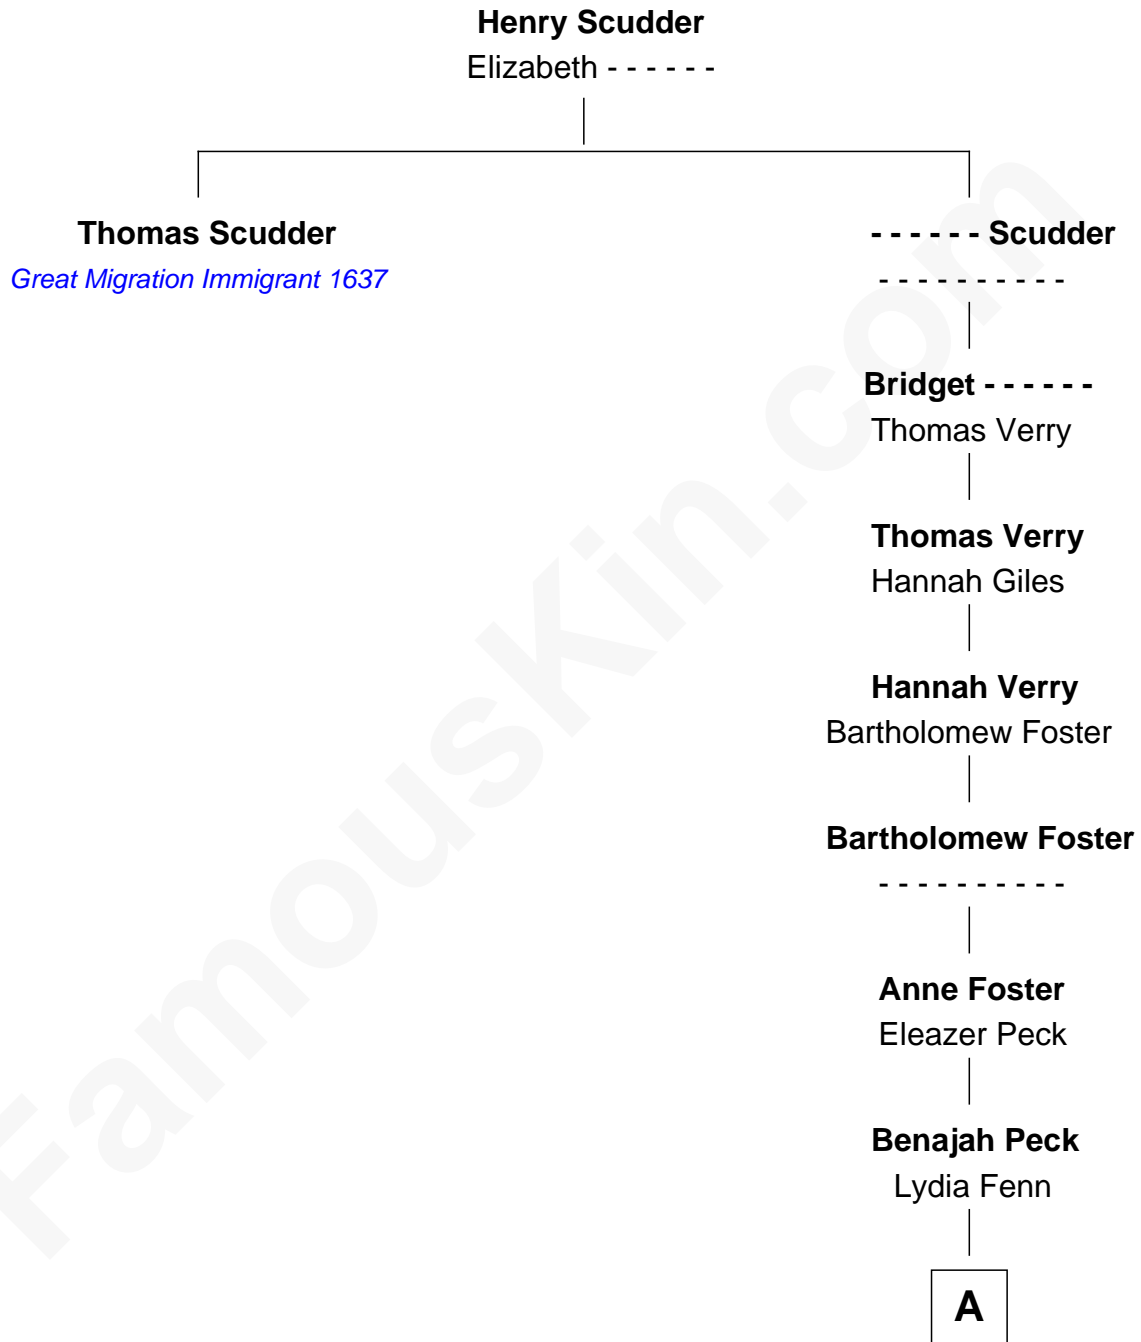 Henry Scudder
Elizabeth - - - - - -
Thomas Scudder
Great Migration Immigrant 1637
- - - - - - Scudder
- - - - - - - - - -
Bridget - - - - - -
Thomas Verry
Thomas Verry
Hannah Giles
Hannah Verry
Bartholomew Foster
Bartholomew Foster
- - - - - - - - - -
Anne Foster
Eleazer Peck
Benajah Peck
Lydia Fenn
A
FamousKin.com